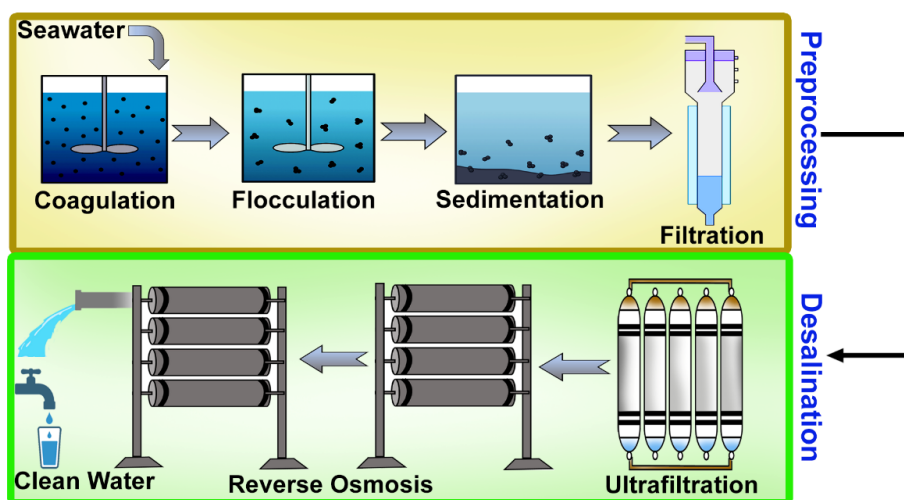 Seawater
Coagulation
Flocculation
Sedimentation
Filtration
Preprocessing
Desalination
Clean Water
Reverse Osmosis
Ultrafiltration